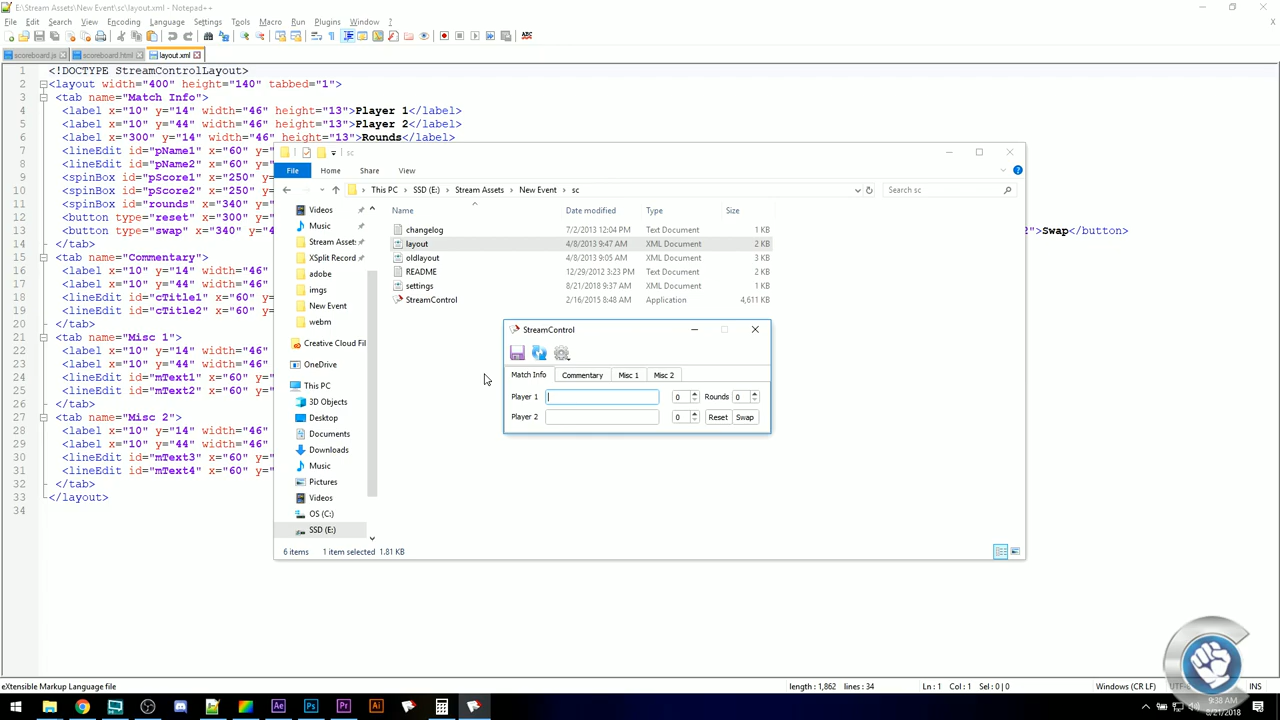 E:\Stream Assets\New Event\sc\layout.xml - Notepad++
File Edit Search View Encoding Language Settings Tools Macro Run Plugins Window ?
scoreboard.js scoreboard.html layout.xml
1 <!DOCTYPE StreamControlLayout>
2 <layout width="400" height="140" tabbed="1">
3 <tab name="Match Info">
4 <label x="10" y="14" width="46" height="13">Player 1</label>
5 <label x="10" y="44" width="46" height="13">Player 2</label>
6 <label x="300" y="14" width="46" height="13">Rounds</label>
7 <lineEdit id="pName1" x="60"
8 <lineEdit id="pName2" x="60"
9 <spinBox id="pScore1" x="250"
10 <spinBox id="pScore2" x="250"
11 <spinBox id="rounds" x="340"
12 <button type="reset" x="300"
13 <button type="swap" x="340" 2">Swap</button>
14 </tab>
15 <tab name="Commentary">
16 <label x="10" y="14" width="46"
17 <label x="10" y="44" width="46"
18 <lineEdit id="cTitle1" x="60"
19 <lineEdit id="cTitle2" x="60"
20 </tab>
21 <tab name="Misc 1">
22 <label x="10" y="14" width="46"
23 <label x="10" y="44" width="46"
24 <lineEdit id="mText1" x="60"
25 <lineEdit id="mText2" x="60"
26 </tab>
27 <tab name="Misc 2">
28 <label x="10" y="14" width="46"
29 <label x="10" y="44" width="46"
30 <lineEdit id="mText3" x="60"
31 <lineEdit id="mText4" x="60"
32 </tab>
33 </layout>
34
sc
File Home Share View
This PC SSD (E:) Stream Assets New Event sc
Search sc
Videos
Music
Stream Asset
XSplit Record
adobe
imgs
New Event
webm
Creative Cloud Fil
OneDrive
This PC
3D Objects
Desktop
Documents
Downloads
Music
Pictures
Videos
OS (C:)
SSD (E:)
Name Date modified Type Size
changelog 7/2/2013 12:04 PM Text Document 1 KB
layout 4/8/2013 9:47 AM XML Document 2 KB
oldlayout 4/8/2013 9:05 AM XML Document 3 KB
README 12/29/2012 3:23 PM Text Document 2 KB
settings 8/21/2018 9:37 AM XML Document 1 KB
StreamControl 2/16/2015 8:48 AM Application 4,611 KB
StreamControl
Match Info Commentary Misc 1 Misc 2
Player 1 0 Rounds 0
Player 2 0 Reset Swap
6 items 1 item selected 1.81 KB
eXtensible Markup Language file length : 1,862 lines : 34 Ln : 1 Col : 1 Sel : 0 | 0 Windows (CR LF) INS
Ae Ps Pr Ai
9:38 AM
8/21/2018